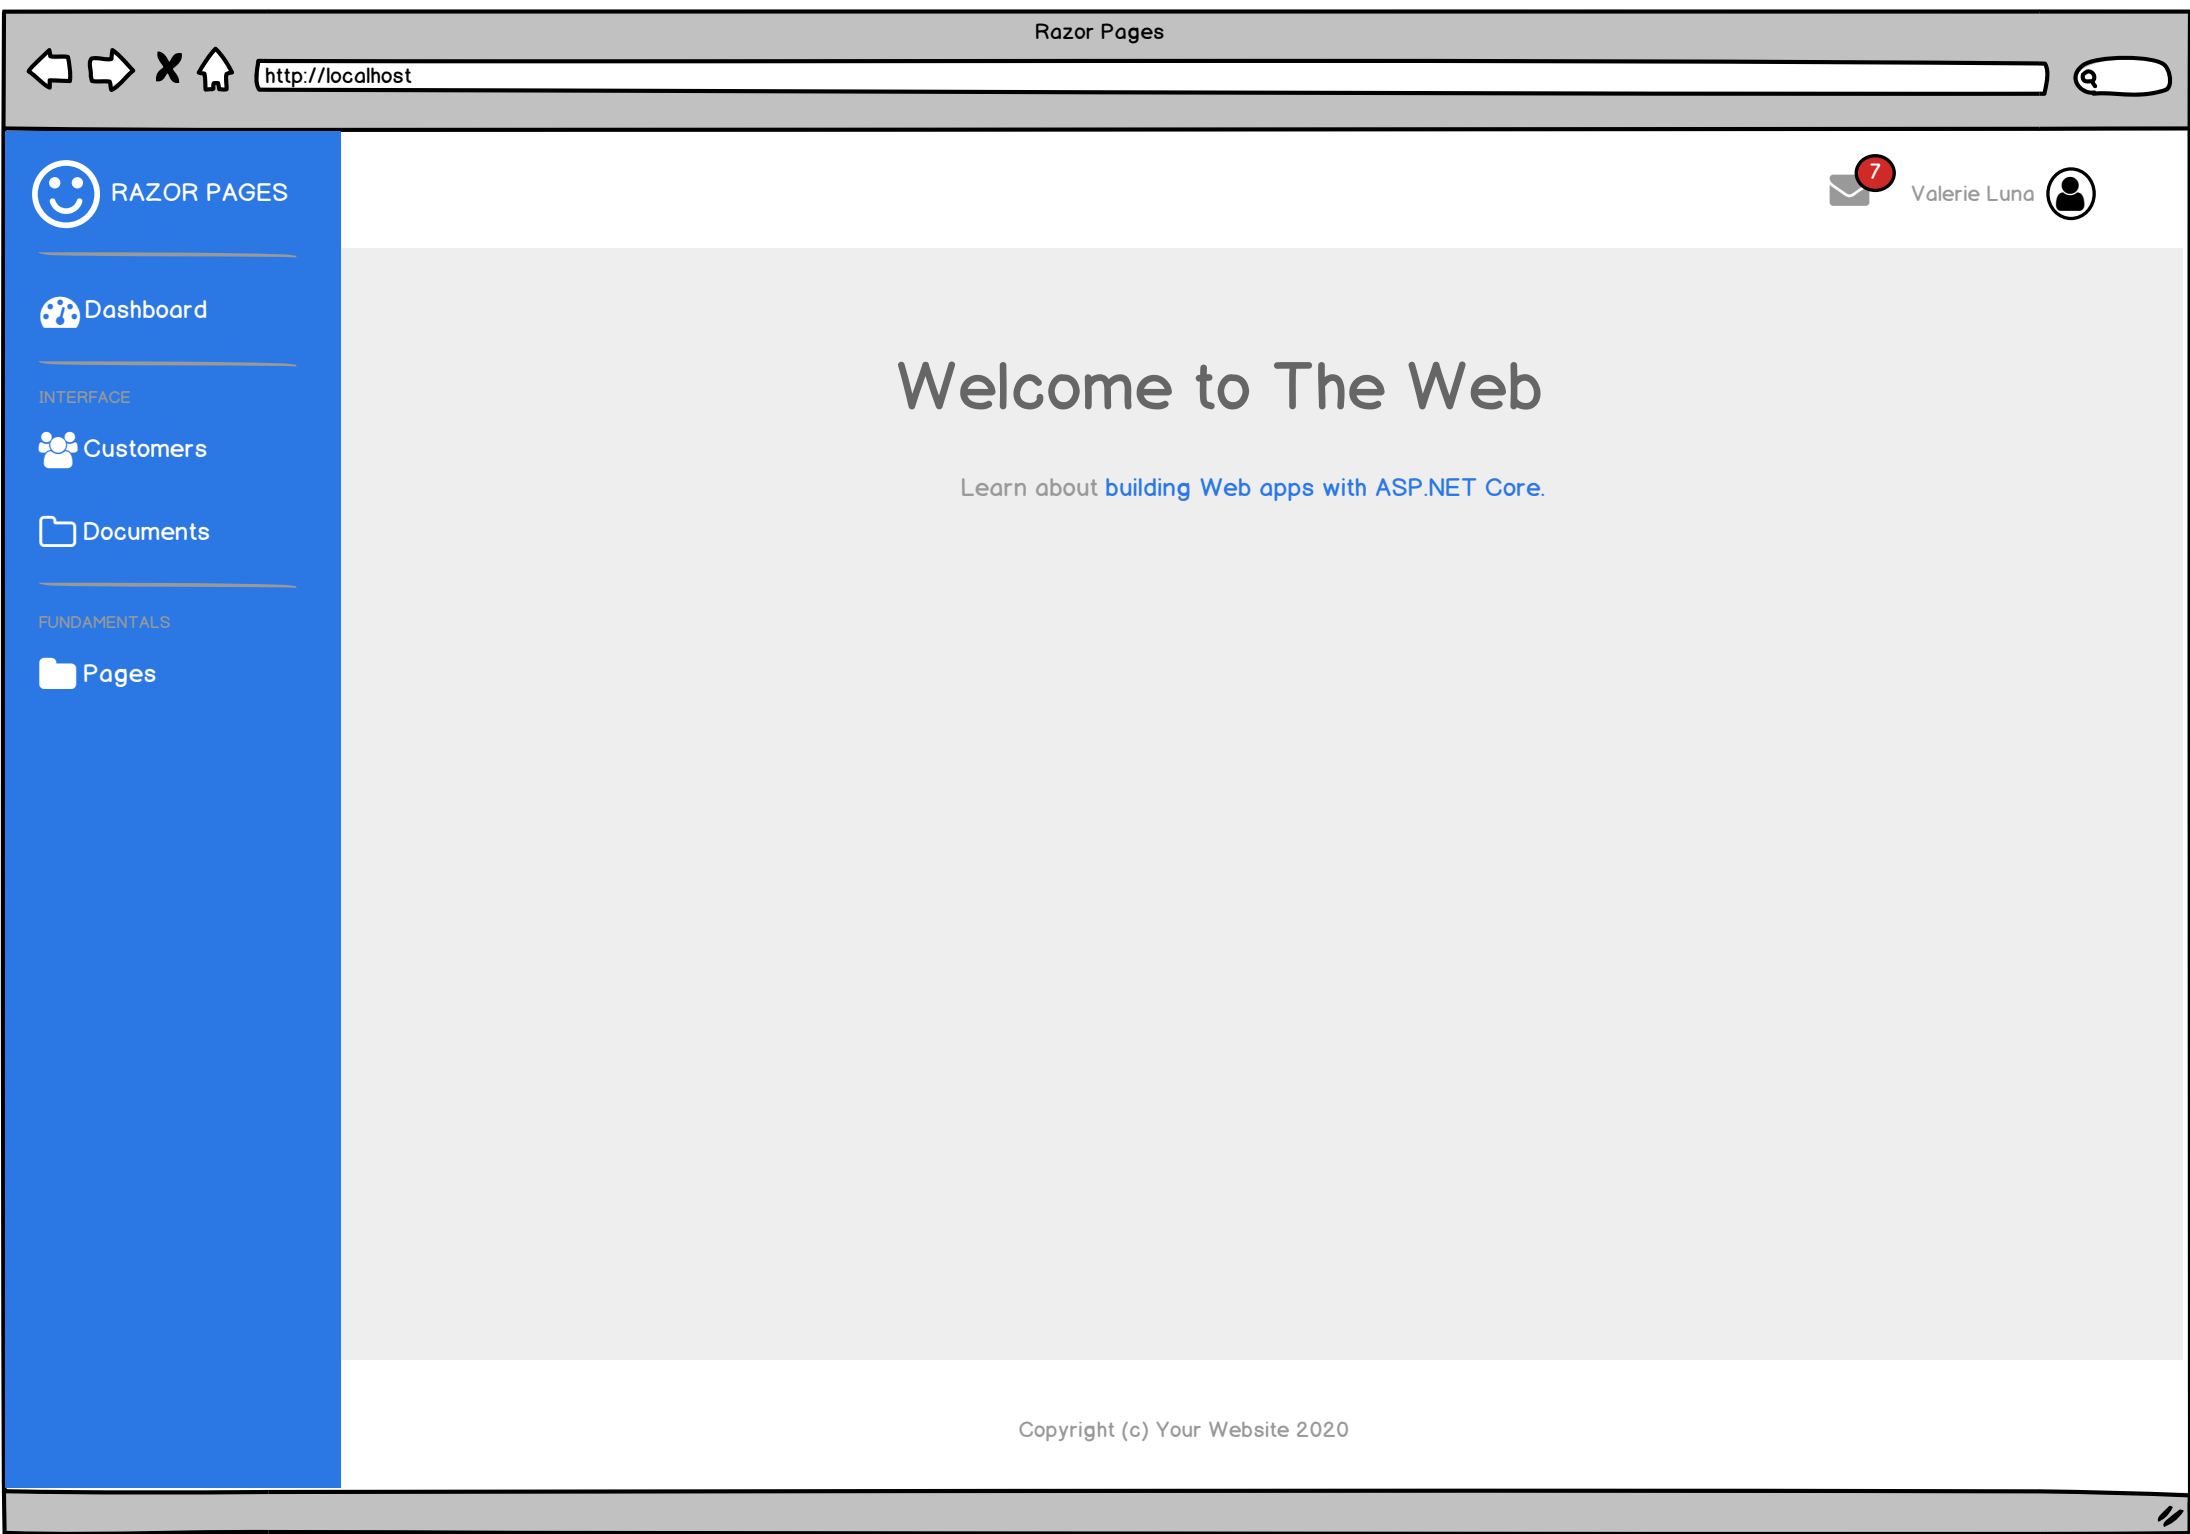 Razor Pages
http://localhost
RAZOR PAGES
7
Valerie Luna
Dashboard
INTERFACE
Customers
Documents
FUNDAMENTALS
Pages
Welcome to The Web
Learn about building Web apps with ASP.NET Core.
Copyright (c) Your Website 2020